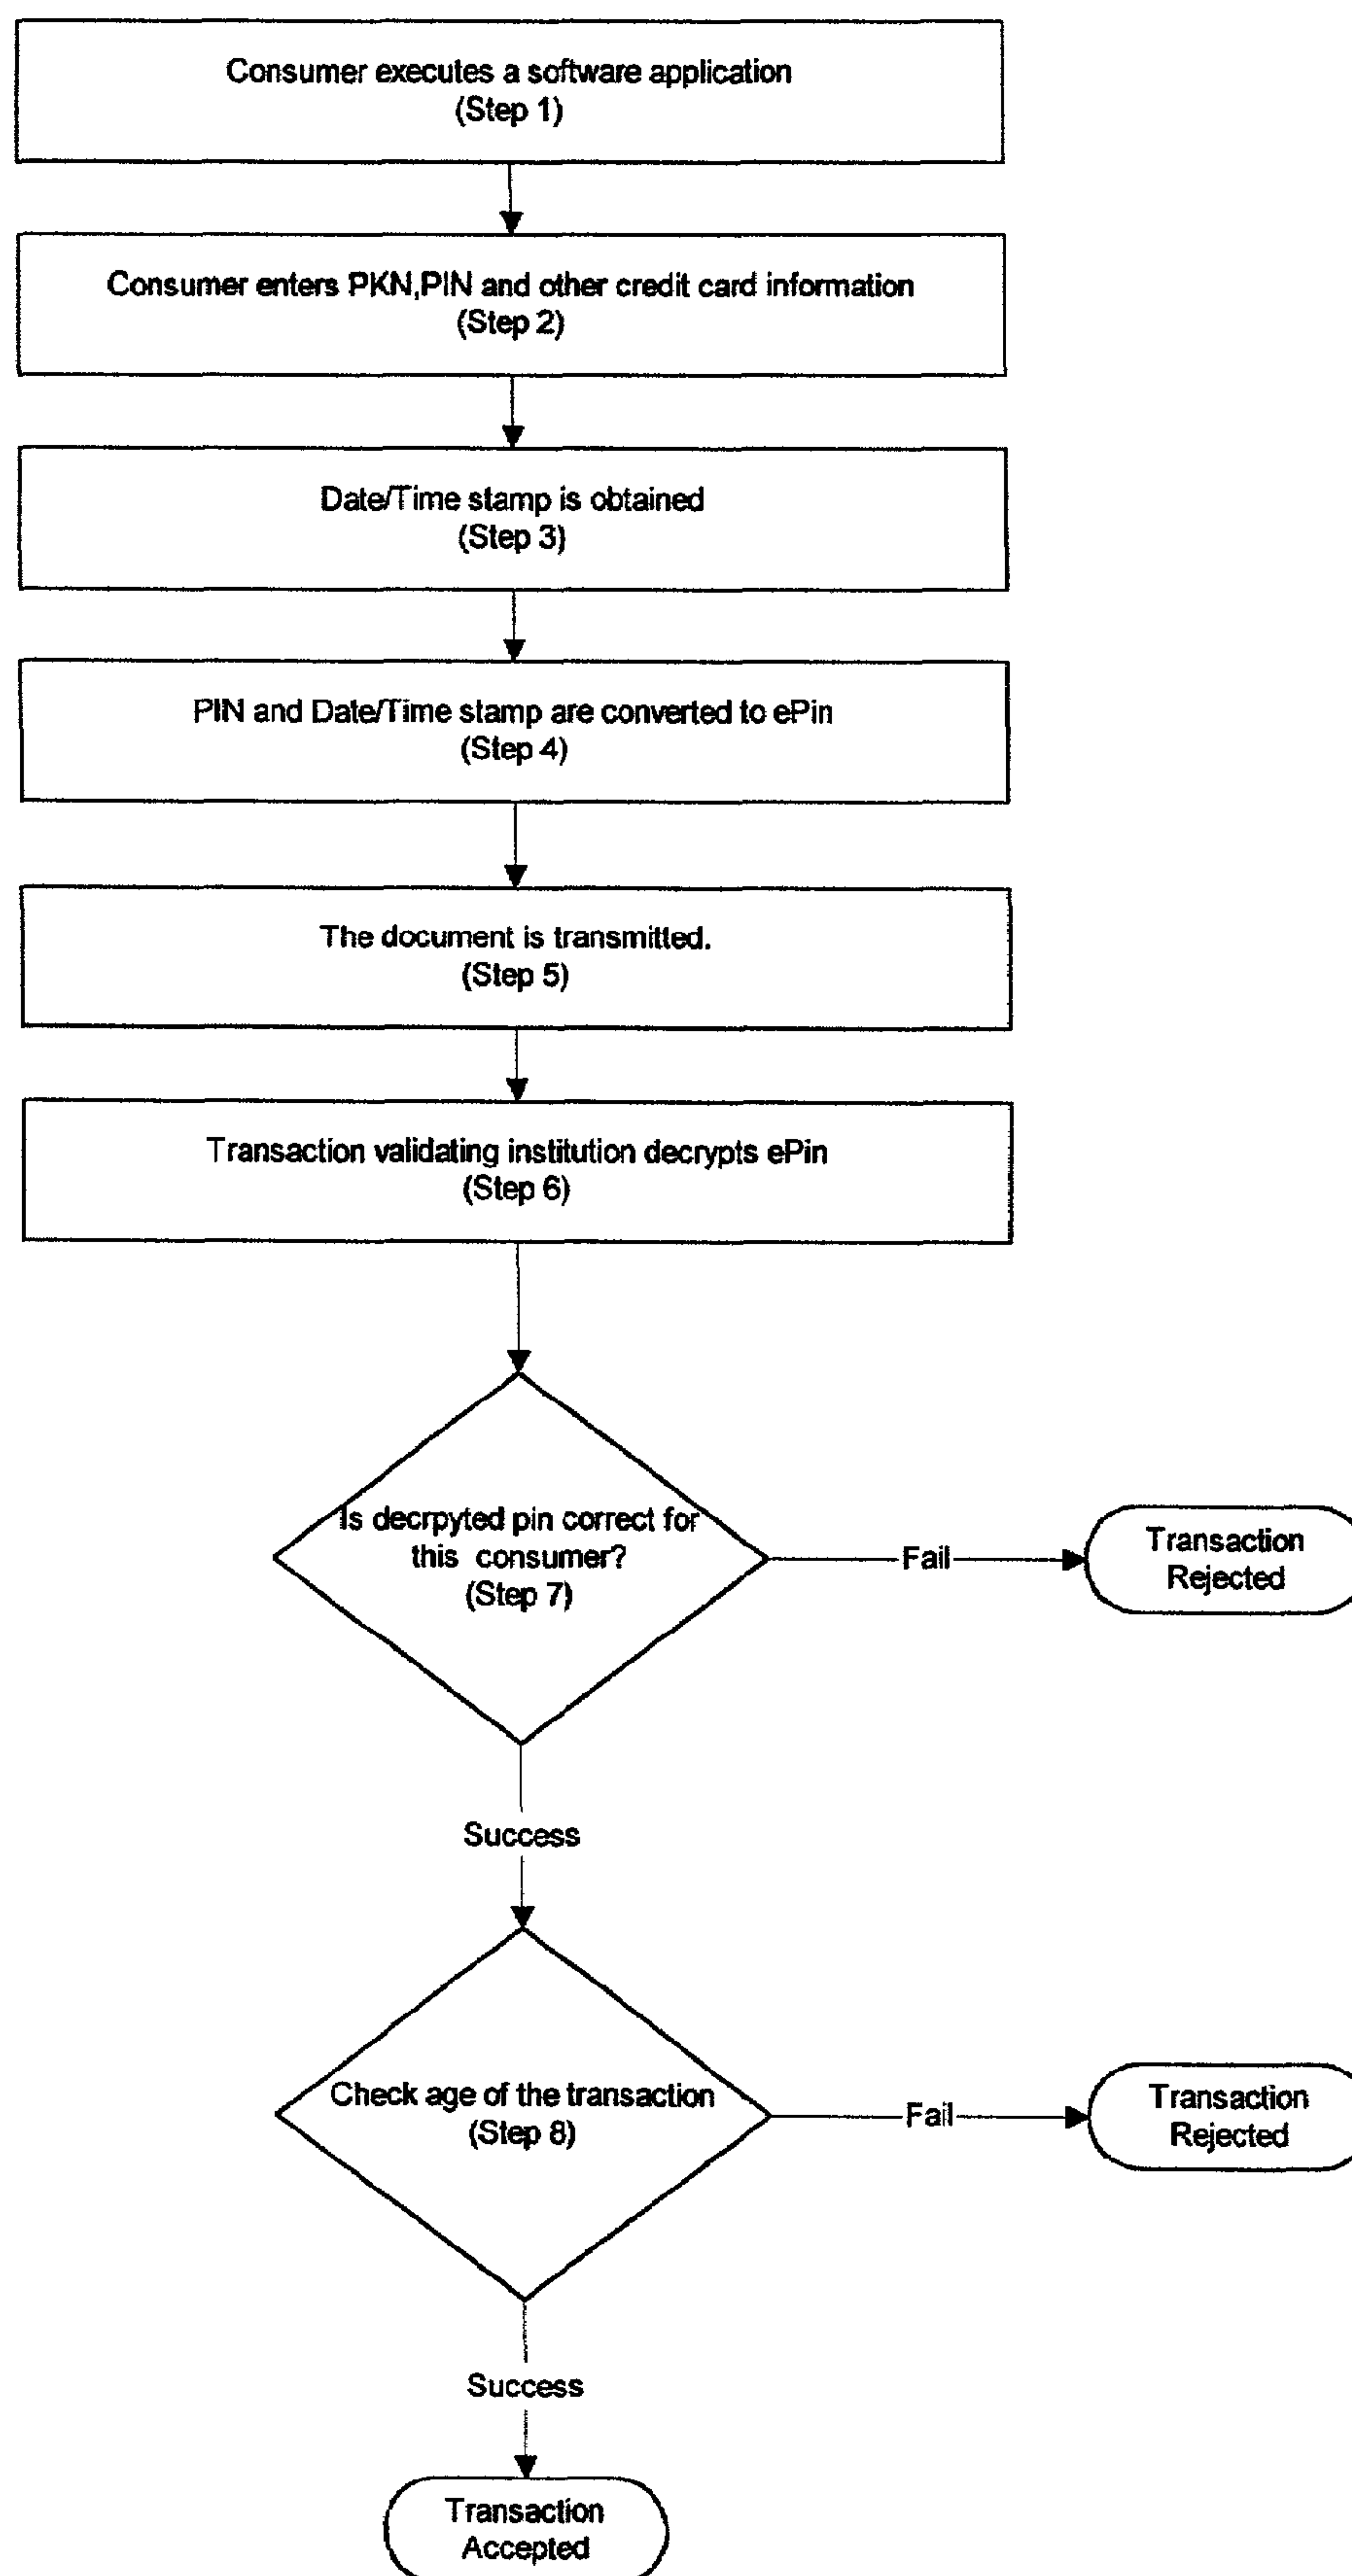 Consumer executes a software application
(Step 1)
Consumer enters PKN,PIN and other credit card information
(Step 2)
Date/Time stamp is obtained
(Step 3)
PIN and Date/Time stamp are converted to ePin
(Step 4)
The document is transmitted.
(Step 5)
Transaction validating institution decrypts ePin
(Step 6)
Is decrpyted pin correct for
this consumer?
(Step 7)
Fail
Transaction
Rejected
Success
Check age of the transaction
(Step 8)
Fail
Transaction
Rejected
Success
Transaction
Accepted